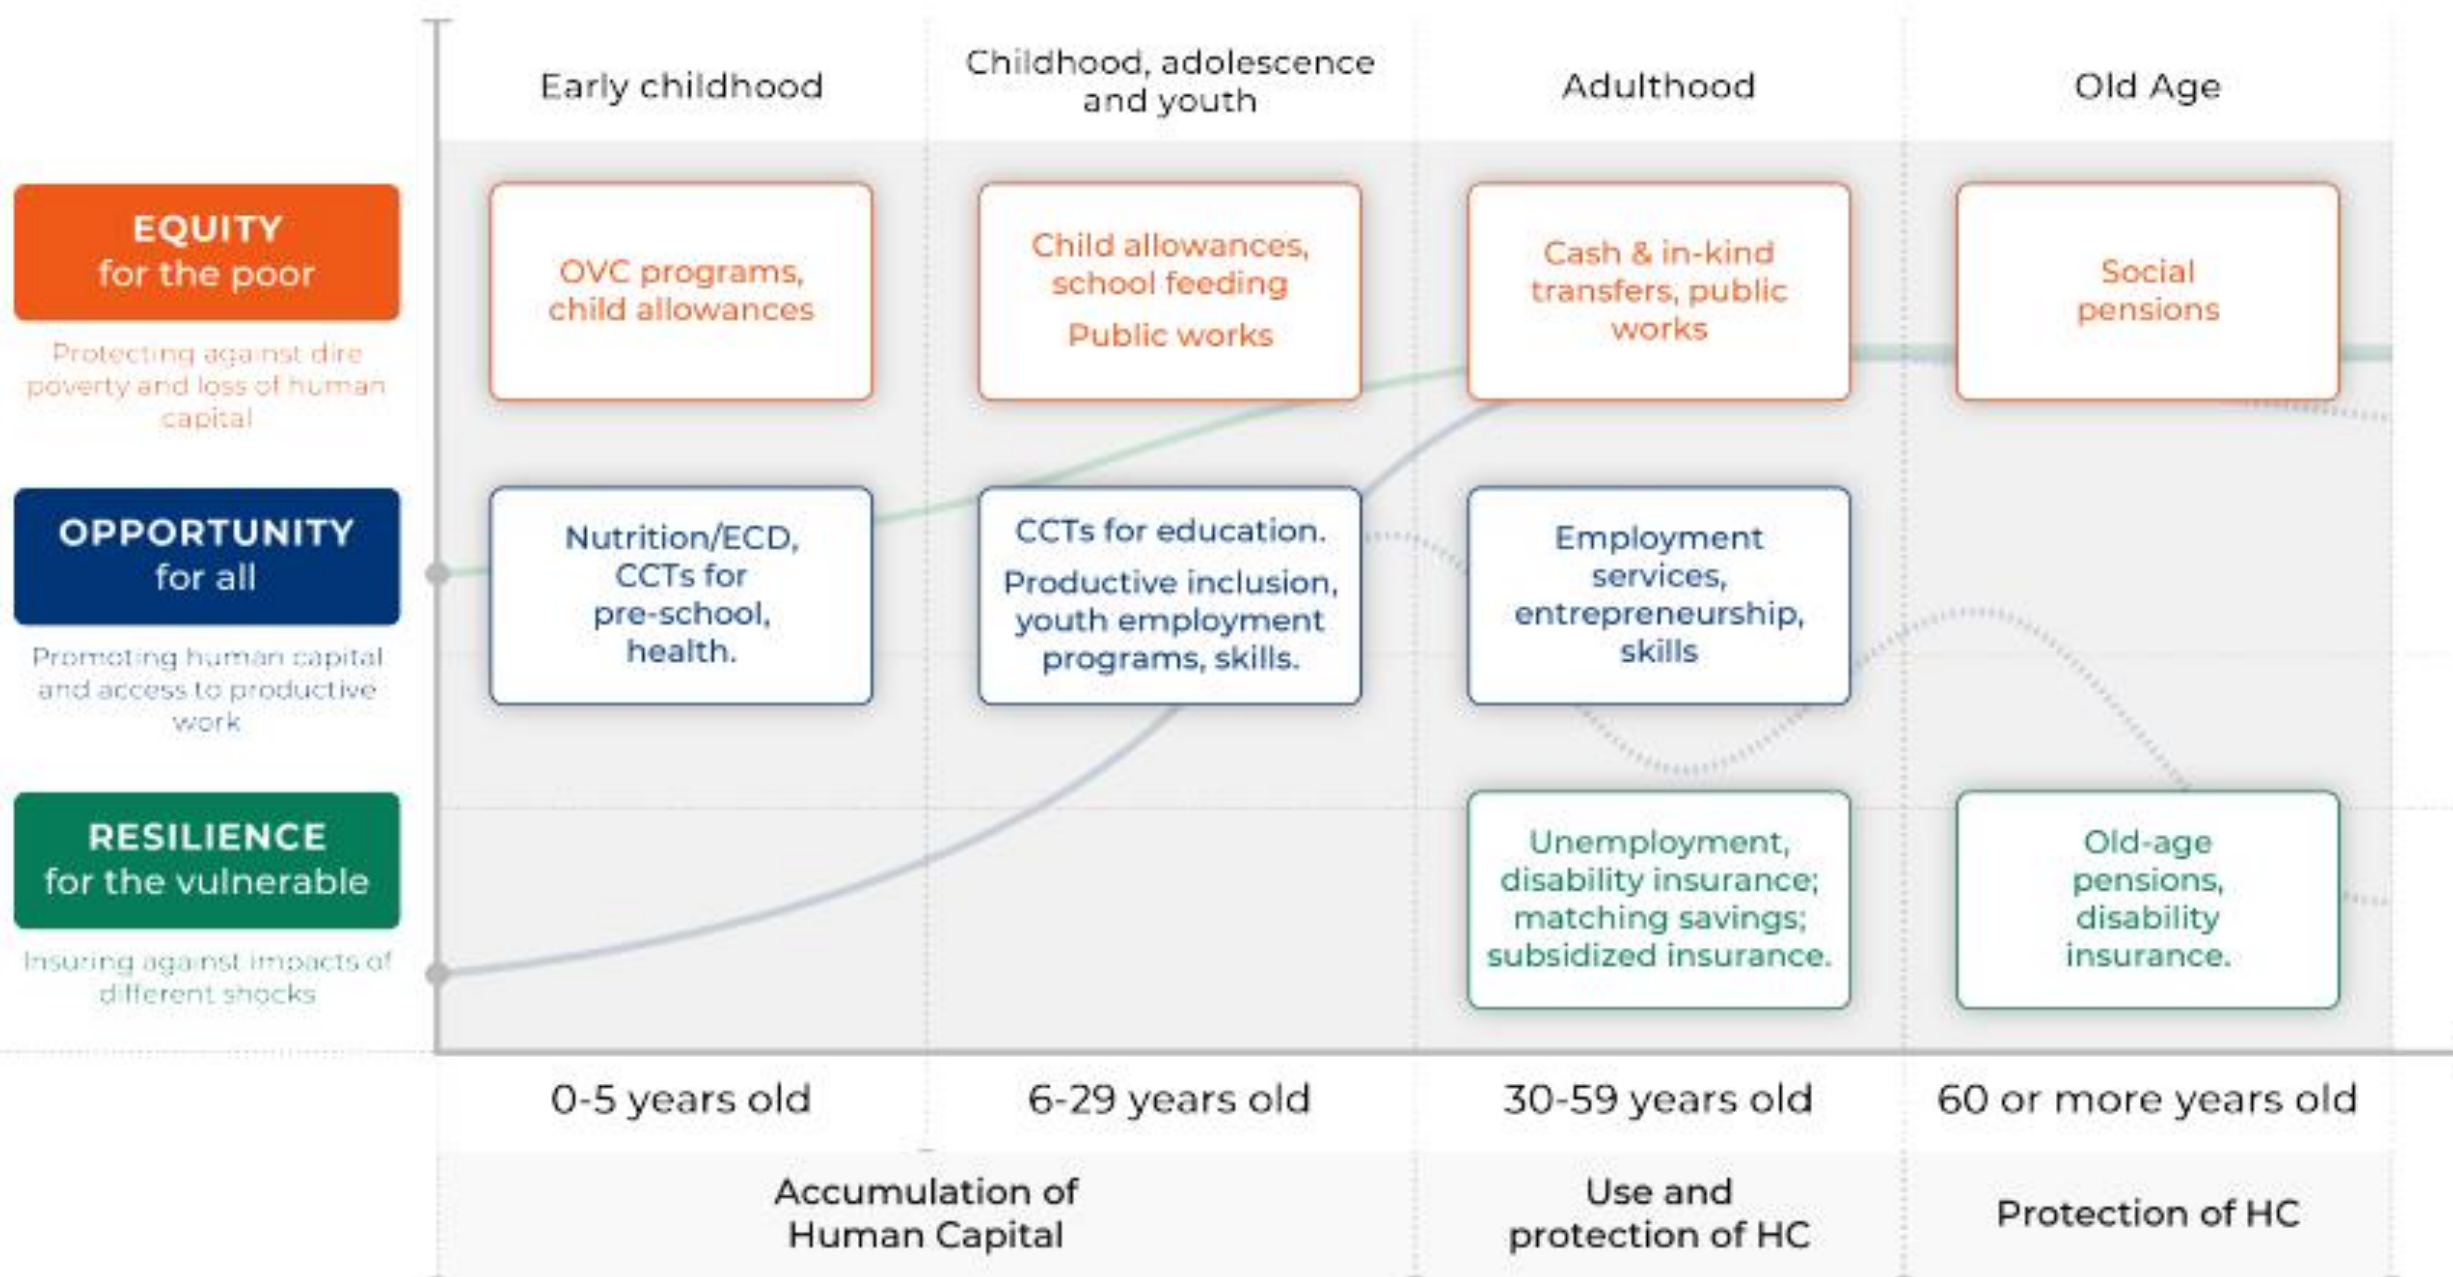 Early childhood
Childhood, adolescence
and youth
Adulthood
Old Age
EQUITY
for the poor
Protecting against dire
poverty and loss of human
capital
OVC programs,
child allowances
Child allowances,
school feeding
Public works
Cash & in-kind
transfers, public
works
Social
pensions
OPPORTUNITY
for all
Promoting human capital
and access to productive
work
Nutrition/ECD,
CCTs for
pre-school,
health.
CCTs for education.
Productive inclusion,
youth employment
programs, skills.
Employment
services,
entrepreneurship,
skills
RESILIENCE
for the vulnerable
Insuring against impacts of
different shocks
Unemployment,
disability insurance;
matching savings;
subsidized insurance.
Old-age
pensions,
disability
insurance.
0-5 years old
6-29 years old
30-59 years old
60 or more years old
Accumulation of
Human Capital
Use and
protection of HC
Protection of HC